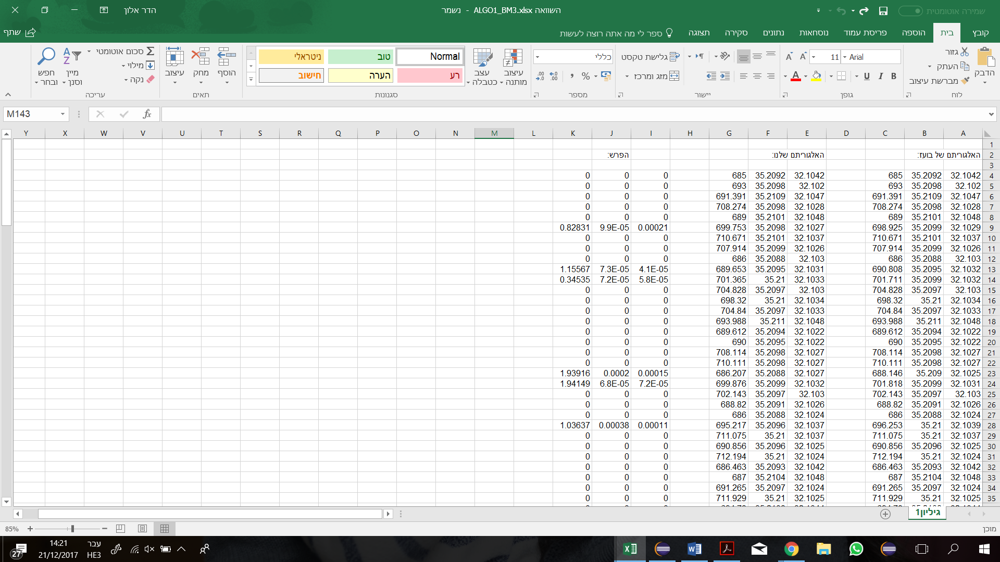 השוואה ALGO1_BM3.xlsx - נשמר
הדר אלון
שמירה אוטומטית
קובץ בית הוספה פריסת עמוד נוסחאות נתונים סקירה תצוגה ספר לי מה אתה רוצה לעשות שתף
הדבק
גזור
העתק
מברשת עיצוב
לוח
Arial 11
B I U
גופן
גלישת טקסט
מזג ומרכז
יישור
כללי
%
מספר
עיצוב מותנה
עצב כטבלה
Normal טוב ניטראלי
רע הערה חישוב
סגנונות
הוסף מחק עיצוב
תאים
סכום אוטומטי
מילוי
נקה
מיין וסנן
חפש ובחר
עריכה
M143
fx
A B C D E F G H I J K L M N O P Q R S T U V W X Y
1
2 האלגוריתם של בועז: האלגוריתם שלנו: הפרש:
3
4 32.1042 35.2092 685 32.1042 35.2092 685 0 0 0
5 32.102 35.2098 693 32.102 35.2098 693 0 0 0
6 32.1047 35.2109 691.391 32.1047 35.2109 691.391 0 0 0
7 32.1028 35.2098 708.274 32.1028 35.2098 708.274 0 0 0
8 32.1048 35.2101 689 32.1048 35.2101 689 0 0 0
9 32.1029 35.2099 698.925 32.1027 35.2098 699.753 0.00021 9.9E-05 0.82831
10 32.1037 35.2101 710.671 32.1037 35.2101 710.671 0 0 0
11 32.1026 35.2099 707.914 32.1026 35.2099 707.914 0 0 0
12 32.103 35.2088 686 32.103 35.2088 686 0 0 0
13 32.1032 35.2095 690.808 32.1031 35.2095 689.653 4.1E-05 7.3E-05 1.15567
14 32.1032 35.2099 701.711 32.1033 35.21 701.365 5.8E-05 7.2E-05 0.34535
15 32.103 35.2097 704.828 32.103 35.2097 704.828 0 0 0
16 32.1034 35.21 698.32 32.1034 35.21 698.32 0 0 0
17 32.1033 35.2097 704.84 32.1033 35.2097 704.84 0 0 0
18 32.1048 35.211 693.988 32.1048 35.211 693.988 0 0 0
19 32.1022 35.2094 689.612 32.1022 35.2094 689.612 0 0 0
20 32.1022 35.2095 690 32.1022 35.2095 690 0 0 0
21 32.1027 35.2098 708.114 32.1027 35.2098 708.114 0 0 0
22 32.1027 35.2098 710.111 32.1027 35.2098 710.111 0 0 0
23 32.1025 35.209 688.146 32.1027 35.2088 686.207 0.00015 0.0002 1.93916
24 32.1031 35.2099 701.818 32.1032 35.2099 699.876 7.2E-05 6.8E-05 1.94149
25 32.103 35.2097 702.143 32.103 35.2097 702.143 0 0 0
26 32.1026 35.2091 688.82 32.1026 35.2091 688.82 0 0 0
27 32.1024 35.2088 686 32.1024 35.2088 686 0 0 0
28 32.1039 35.21 696.253 32.1037 35.2096 695.217 0.00011 0.00038 1.03637
29 32.1037 35.21 711.075 32.1037 35.21 711.075 0 0 0
30 32.1025 35.2096 690.856 32.1025 35.2096 690.856 0 0 0
31 32.1024 35.21 712.194 32.1024 35.21 712.194 0 0 0
32 32.1042 35.2093 686.463 32.1042 35.2093 686.463 0 0 0
33 32.1048 35.2104 687 32.1048 35.2104 687 0 0 0
34 32.1024 35.2097 691.265 32.1024 35.2097 691.265 0 0 0
35 32.1025 35.21 711.929 32.1025 35.21 711.929 0 0 0
גיליון1
מוכן
85%
14:21
21/12/2017
עבר
HE3
27